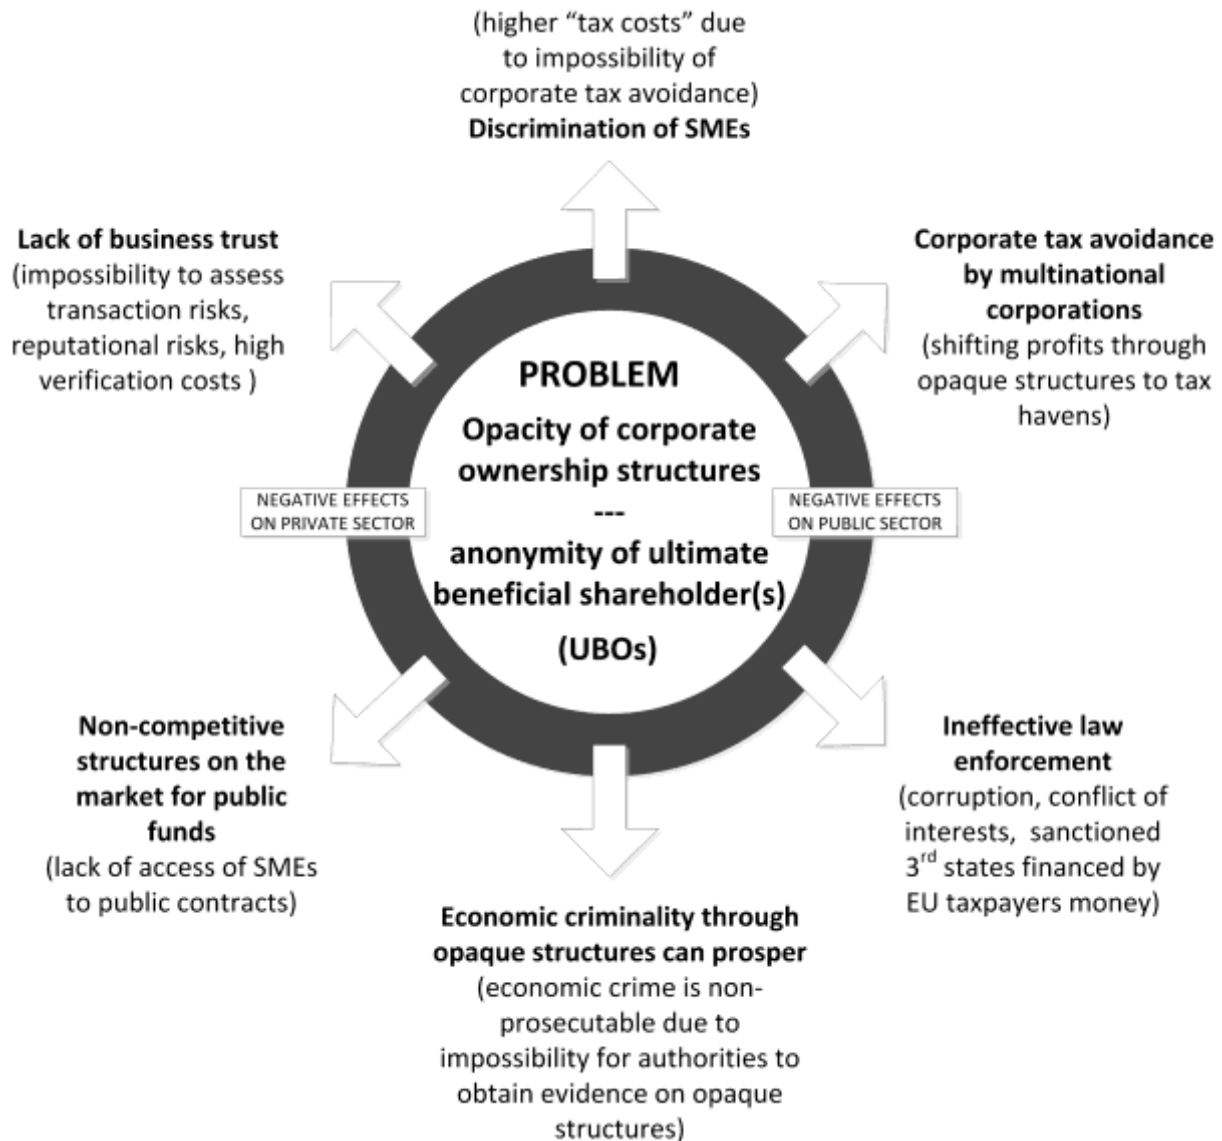 (higher “tax costs” due
to impossibility of
corporate tax avoidance)
Discrimination of SMEs
Lack of business trust
(impossibility to assess
transaction risks,
reputational risks, high
verification costs )
Corporate tax avoidance
by multinational
corporations
(shifting profits through
opaque structures to tax
havens)
PROBLEM
Opacity of corporate
ownership structures
---
anonymity of ultimate
beneficial shareholder(s)
(UBOs)
NEGATIVE EFFECTS
ON PRIVATE SECTOR
NEGATIVE EFFECTS
ON PUBLIC SECTOR
Non-competitive
structures on the
market for public
funds
(lack of access of SMEs
to public contracts)
Ineffective law
enforcement
(corruption, conflict of
interests, sanctioned
3rd states financed by
EU taxpayers money)
Economic criminality through
opaque structures can prosper
(economic crime is non-
prosecutable due to
impossibility for authorities to
obtain evidence on opaque
structures)